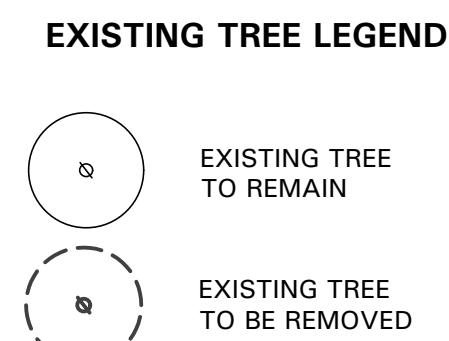 EXISTING TREE LEGEND
EXISTING TREE
TO REMAIN
EXISTING TREE
TO BE REMOVED